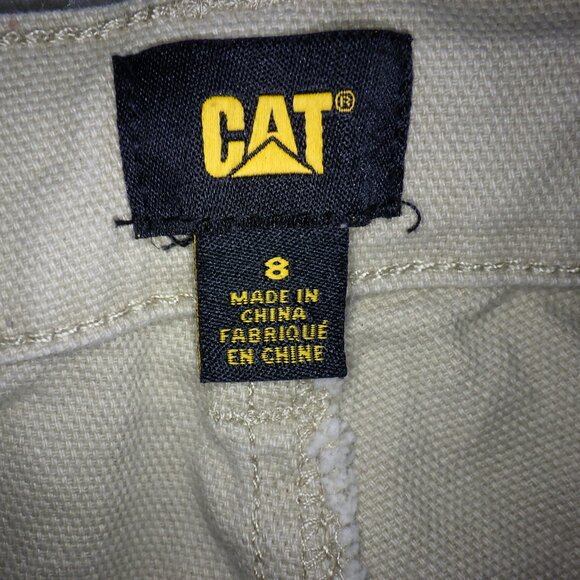 CAT®
8
MADE IN
CHINA
FABRIQUÉ
EN CHINE